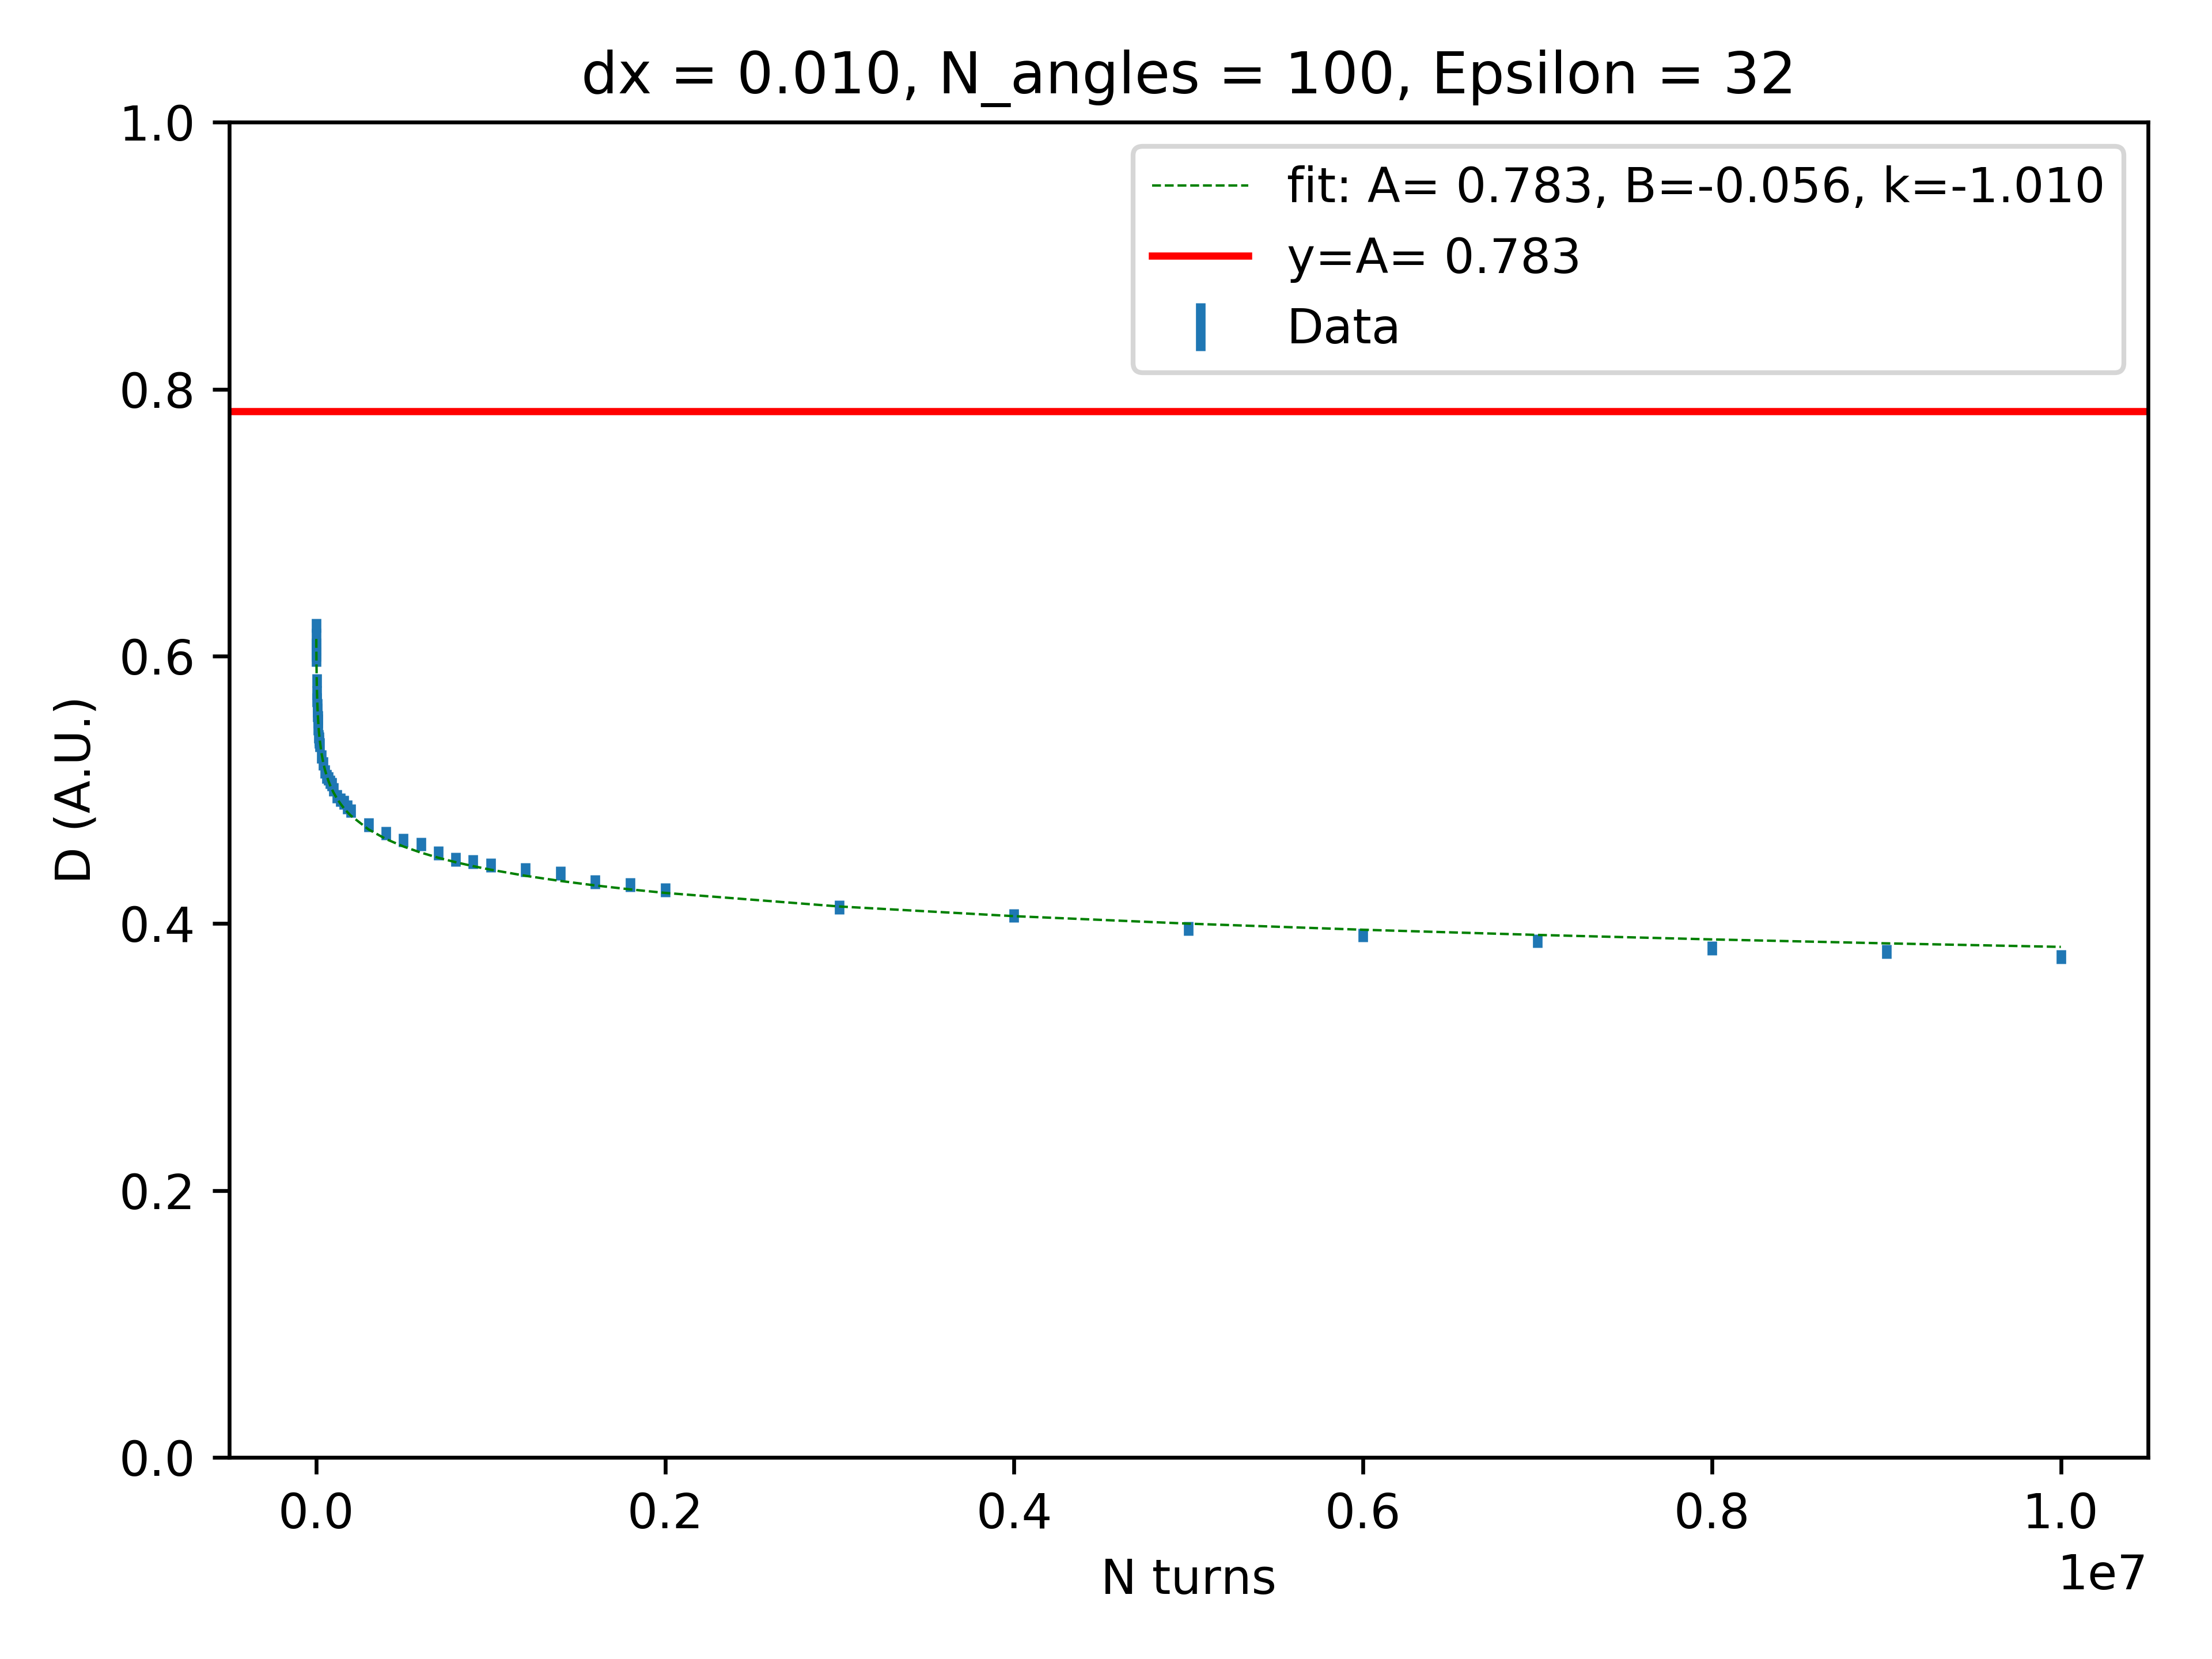 dx = 0.010, N_angles = 100, Epsilon = 32
1.0
0.8
0.6
0.4
0.2
0.0
D (A.U.)
fit: A= 0.783, B=-0.056, k=-1.010
y=A= 0.783
Data
0.0 0.2 0.4 0.6 0.8 1.0
1e7
N turns